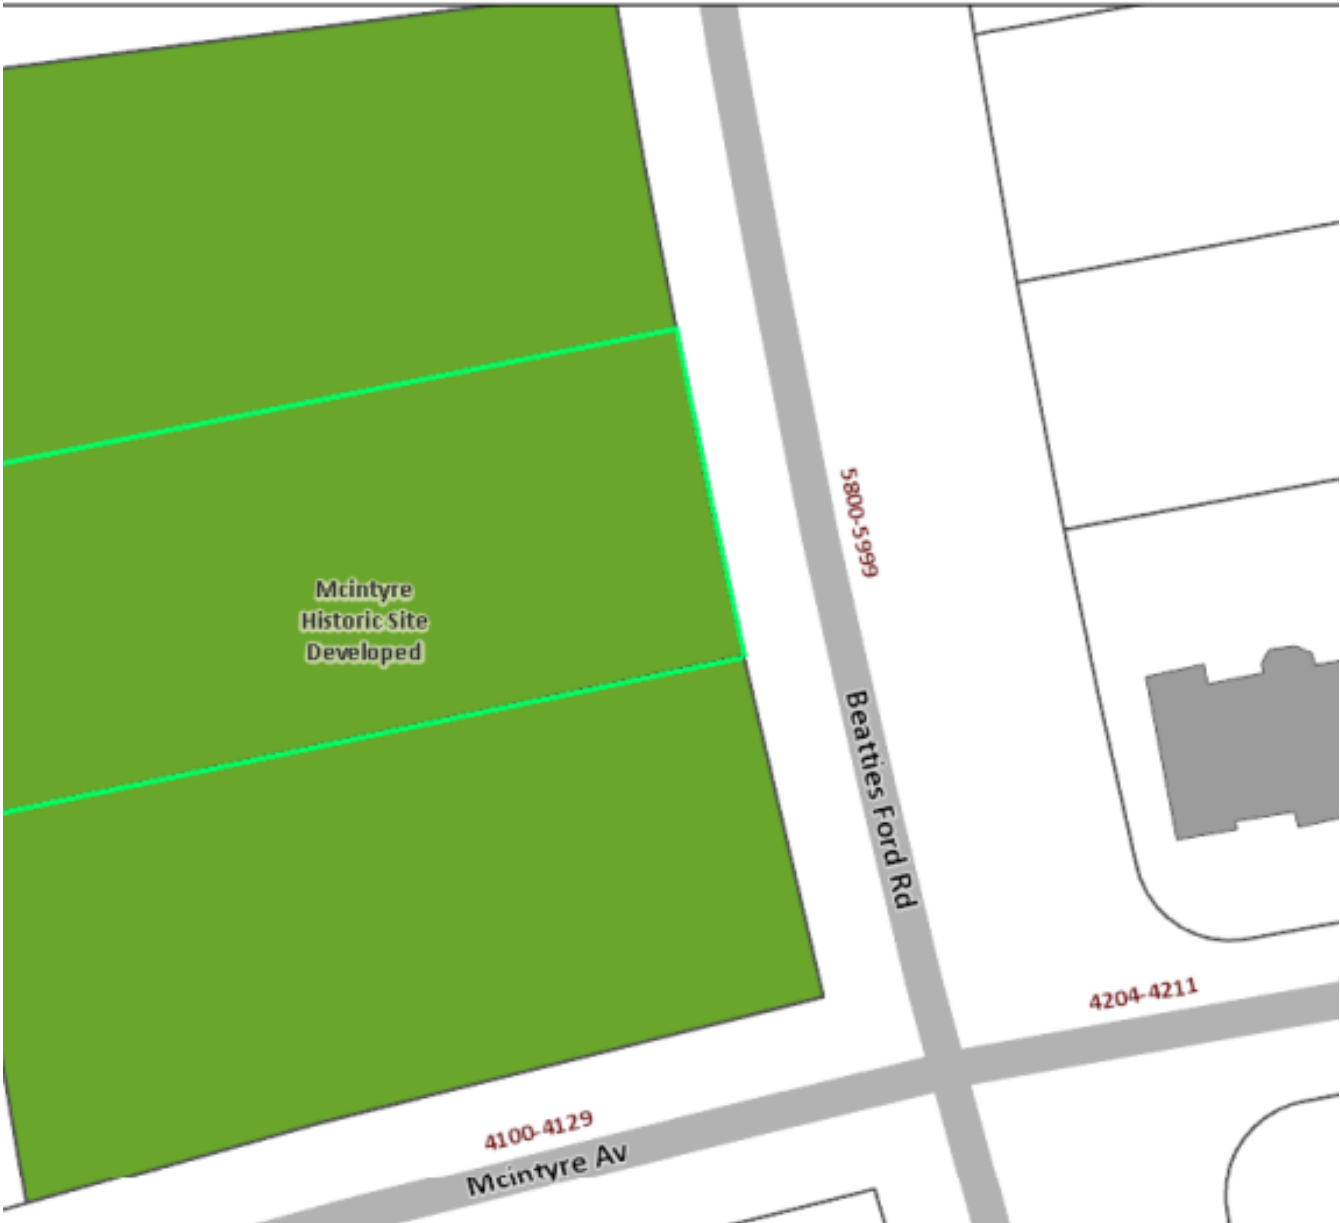 5800-5999
Mcintyre
Historic Site
Developed
Beatties Ford Rd
4204-4211
4100-4129
Mcintyre Av